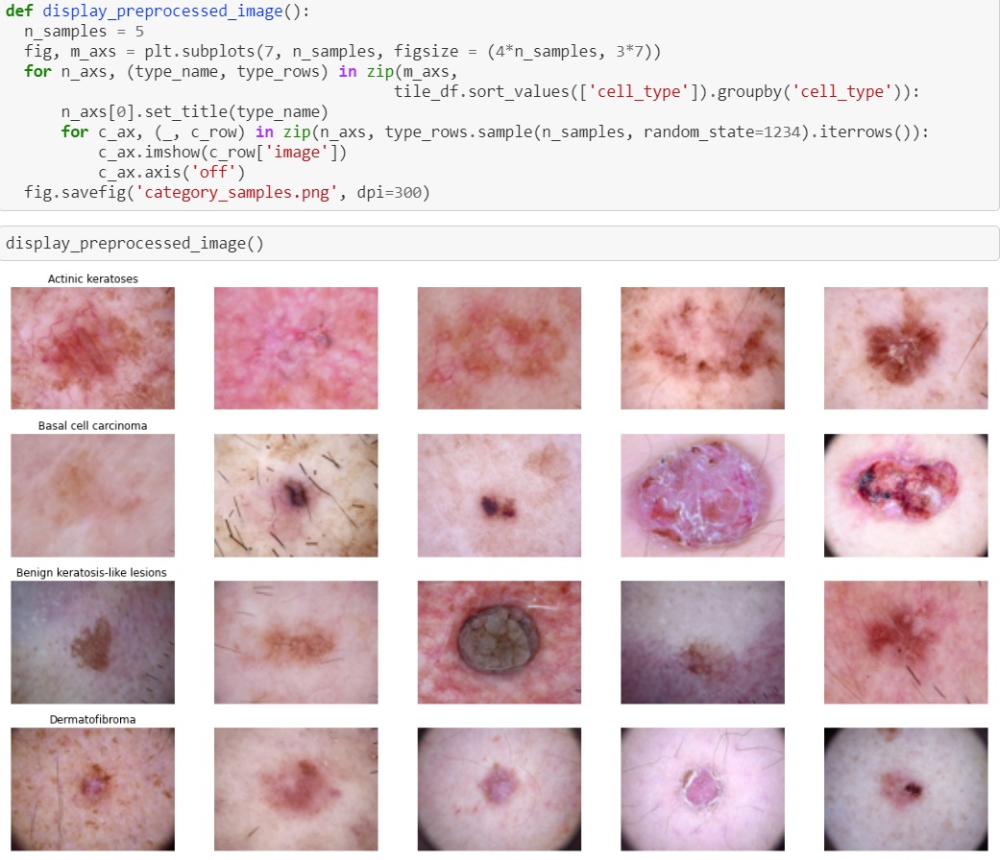 def display_preprocessed_image():
  n_samples = 5
  fig, m_axs = plt.subplots(7, n_samples, figsize = (4*n_samples, 3*7))
  for n_axs, (type_name, type_rows) in zip(m_axs,
                                         tile_df.sort_values(['cell_type']).groupby('cell_type')):
      n_axs[0].set_title(type_name)
      for c_ax, (_, c_row) in zip(n_axs, type_rows.sample(n_samples, random_state=1234).iterrows()):
          c_ax.imshow(c_row['image'])
          c_ax.axis('off')
  fig.savefig('category_samples.png', dpi=300)
display_preprocessed_image()
Actinic keratoses
Basal cell carcinoma
Benign keratosis-like lesions
Dermatofibroma